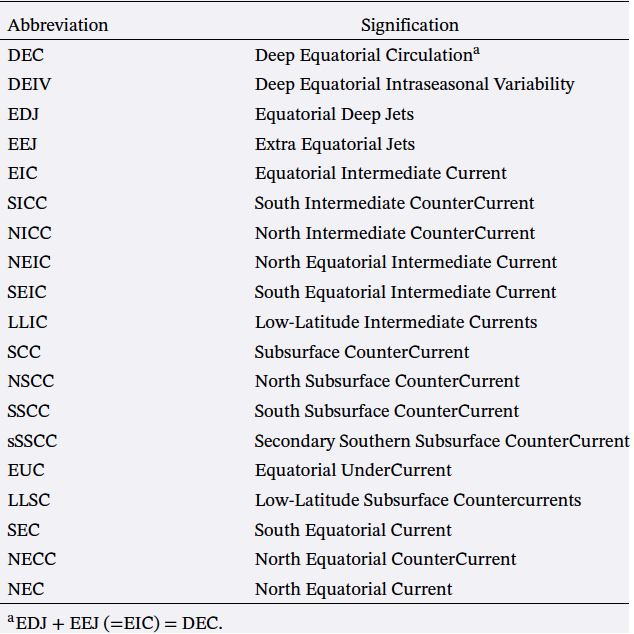 Abbreviation Signification
DEC Deep Equatorial Circulationᵃ
DEIV Deep Equatorial Intraseasonal Variability
EDJ Equatorial Deep Jets
EEJ Extra Equatorial Jets
EIC Equatorial Intermediate Current
SICC South Intermediate CounterCurrent
NICC North Intermediate CounterCurrent
NEIC North Equatorial Intermediate Current
SEIC South Equatorial Intermediate Current
LLIC Low-Latitude Intermediate Currents
SCC Subsurface CounterCurrent
NSCC North Subsurface CounterCurrent
SSCC South Subsurface CounterCurrent
sSSCC Secondary Southern Subsurface CounterCurrent
EUC Equatorial UnderCurrent
LLSC Low-Latitude Subsurface Countercurrents
SEC South Equatorial Current
NECC North Equatorial CounterCurrent
NEC North Equatorial Current
ᵃEDJ + EEJ (=EIC) = DEC.